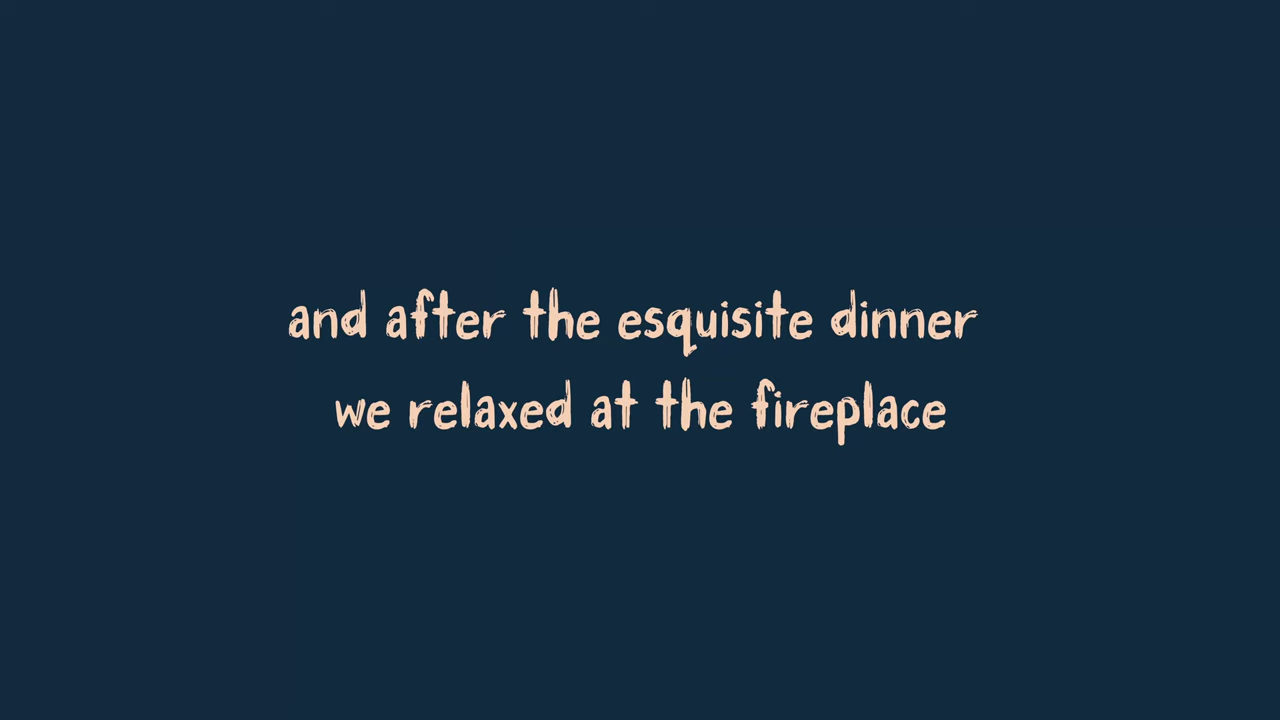 and after the esquisite dinner
we relaxed at the fireplace